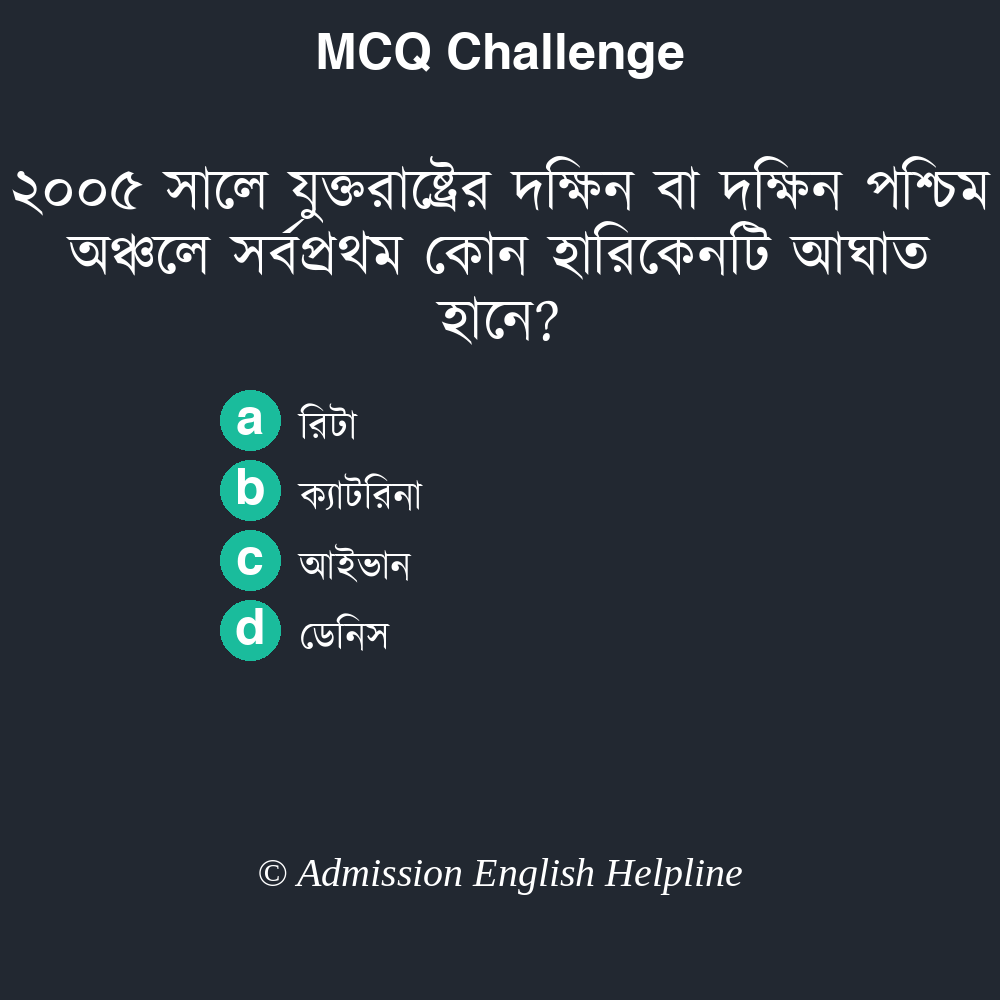 MCQ Challenge
২০০৫ সালে যুক্তরাষ্ট্রের দক্ষিন বা দক্ষিন পশ্চিম
অঞ্চলে সর্বপ্রথম কোন হারিকেনটি আঘাত
হানে?
a রিটা
b ক্যাটরিনা
c আইভান
d ডেনিস
© Admission English Helpline